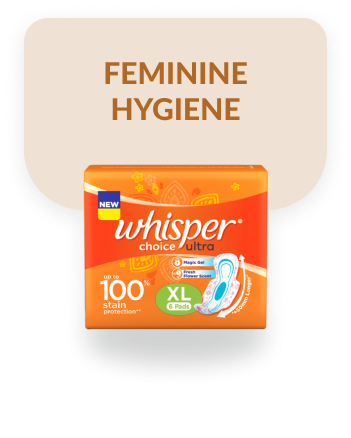 FEMININE
HYGIENE
NEW
whisper®
choice ultra
Magic Gel
Fresh
Flower Scent
up to
100%
stain
protection**
XL
6 Pads